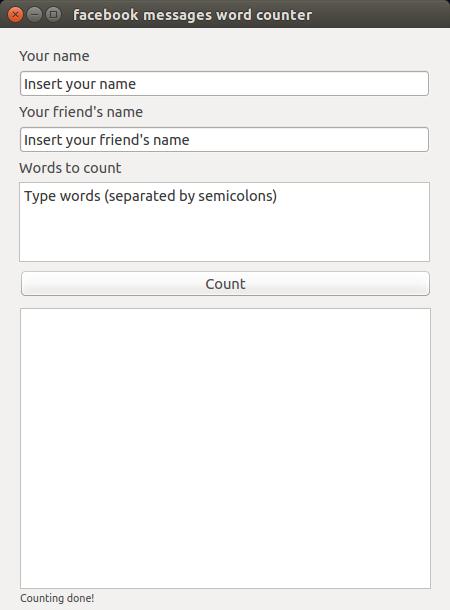 facebook messages word counter
Your name
Insert your name
Your friend's name
Insert your friend's name
Words to count
Type words (separated by semicolons)
Count
Counting done!